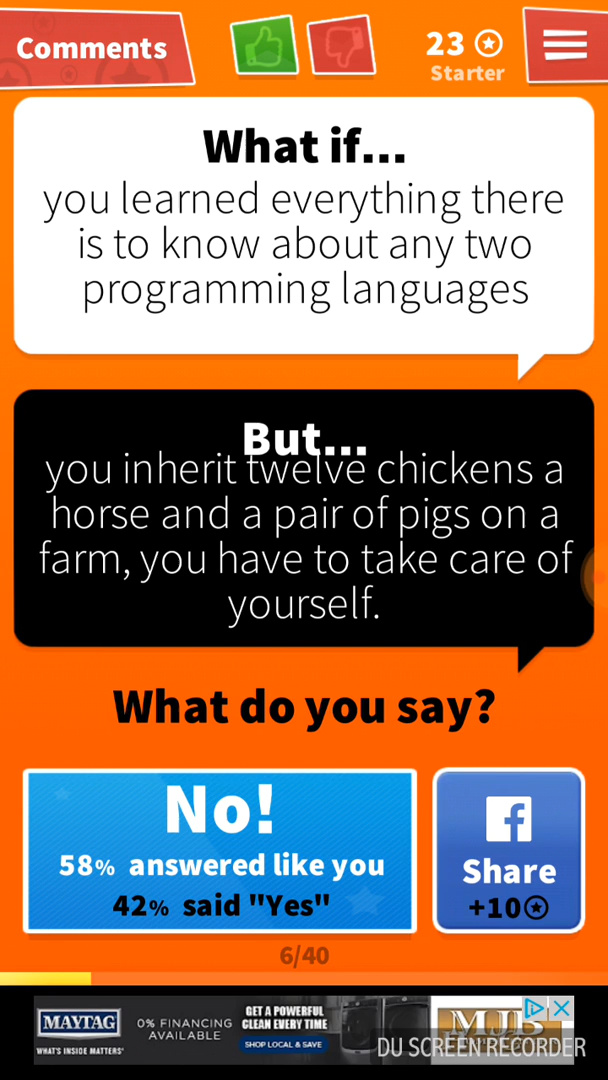 Comments
23
Starter
What if...
you learned everything there
is to know about any two
programming languages
But...
you inherit twelve chickens a
horse and a pair of pigs on a
farm, you have to take care of
yourself.
What do you say?
No!
58% answered like you
42% said "Yes"
Share
+10
6/40
MAYTAG
WHAT'S INSIDE MATTERS
0% FINANCING
AVAILABLE
GET A POWERFUL
CLEAN EVERY TIME
SHOP LOCAL & SAVE
MJB
DU SCREEN RECORDER